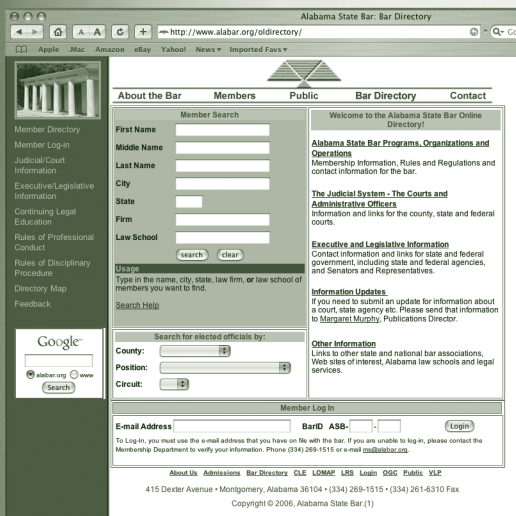 Alabama State Bar: Bar Directory
http://www.alabar.org/oldirectory/
Apple .Mac Amazon eBay Yahoo! News Imported Favs
About the Bar Members Public Bar Directory Contact
Member Directory
Member Log-in
Judicial/Court
Information
Executive/Legislative
Information
Continuing Legal
Education
Rules of Professional
Conduct
Rules of Disciplinary
Procedure
Directory Map
Feedback
Google
alabar.org www
Search
Member Search
First Name
Middle Name
Last Name
City
State
Firm
Law School
search clear
Usage
Type in the name, city, state, law firm, or law school of
members you want to find.
Search Help
Search for elected officials by:
County:
Position:
Circuit:
Welcome to the Alabama State Bar Online
Directory!
Alabama State Bar Programs, Organizations and
Operations
Membership Information, Rules and Regulations and
contact information for the bar.
The Judicial System - The Courts and
Administrative Officers
Information and links for the county, state and federal
courts.
Executive and Legislative Information
Contact information and links for state and federal
government, including state and federal agencies,
and Senators and Representatives.
Information Updates
If you need to submit an update for information about
a court, state agency etc. Please send that information
to Margaret Murphy, Publications Director.
Other Information
Links to other state and national bar associations,
Web sites of interest, Alabama law schools and legal
services.
Member Log In
E-mail Address BarID ASB- - Login
To Log-In, you must use the e-mail address that you have on file with the bar. If you are unable to log-in, please contact the
Membership Department to verify your information. Phone (334) 269-1515 or e-mail ms@alabar.org.
About Us Admissions Bar Directory CLE LOMAP LRS Login OGC Public VLP
415 Dexter Avenue • Montgomery, Alabama 36104 • (334) 269-1515 • (334) 261-6310 Fax
Copyright © 2006, Alabama State Bar.(1)